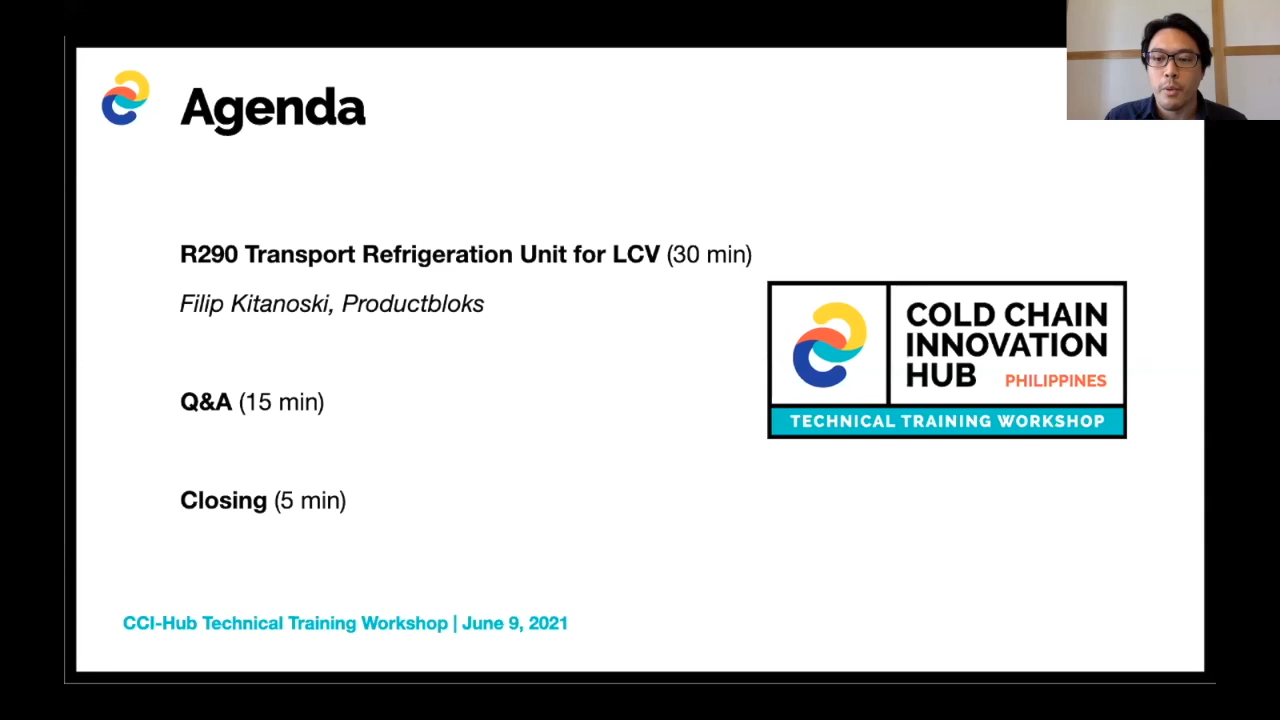 Agenda
R290 Transport Refrigeration Unit for LCV (30 min)
Filip Kitanoski, Productbloks
Q&A (15 min)
Closing (5 min)
COLD CHAIN
INNOVATION
HUB PHILIPPINES
TECHNICAL TRAINING WORKSHOP
CCI-Hub Technical Training Workshop | June 9, 2021